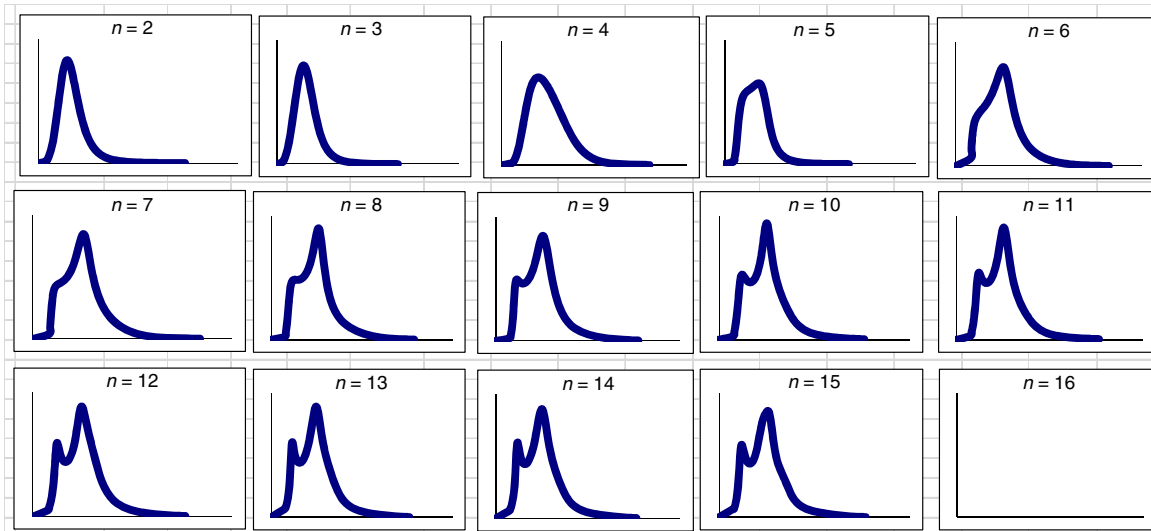 n = 2
n = 3
n = 4
n = 5
n = 6
n = 7
n = 8
n = 9
n = 10
n = 11
n = 12
n = 13
n = 14
n = 15
n = 16